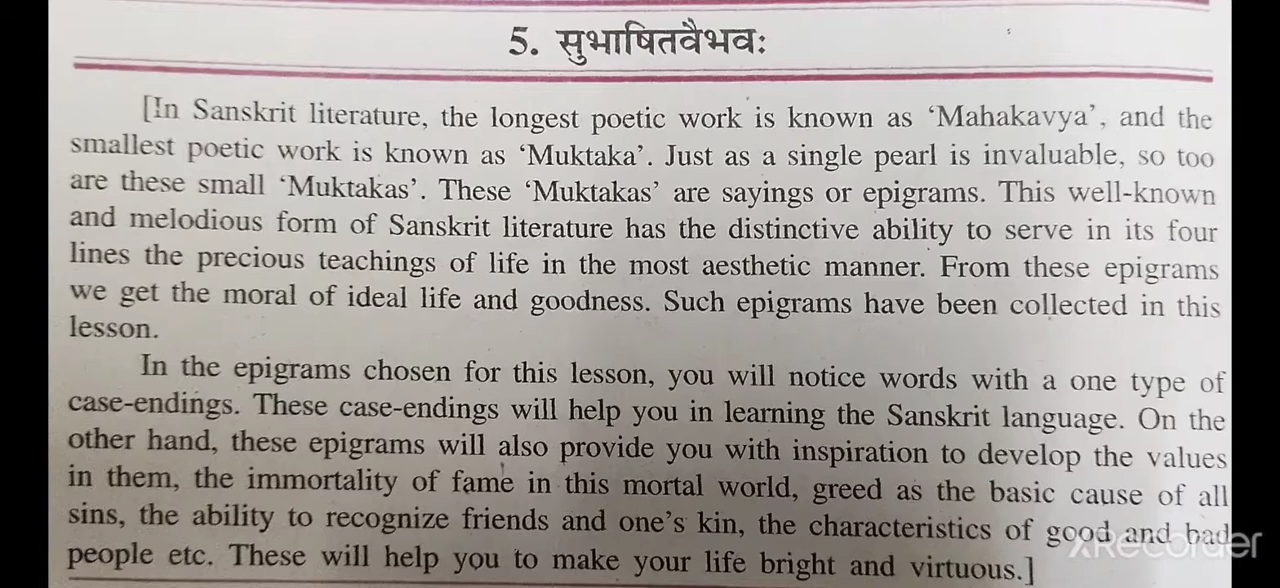 5. सुभाषितवैभवः
[In Sanskrit literature, the longest poetic work is known as ‘Mahakavya’, and the
smallest poetic work is known as ‘Muktaka’. Just as a single pearl is invaluable, so too
are these small ‘Muktakas’. These ‘Muktakas’ are sayings or epigrams. This well-known
and melodious form of Sanskrit literature has the distinctive ability to serve in its four
lines the precious teachings of life in the most aesthetic manner. From these epigrams
we get the moral of ideal life and goodness. Such epigrams have been collected in this
lesson.
In the epigrams chosen for this lesson, you will notice words with a one type of
case-endings. These case-endings will help you in learning the Sanskrit language. On the
other hand, these epigrams will also provide you with inspiration to develop the values
in them, the immortality of fame in this mortal world, greed as the basic cause of all
sins, the ability to recognize friends and one’s kin, the characteristics of good and bad
people etc. These will help you to make your life bright and virtuous.]
xRecorder